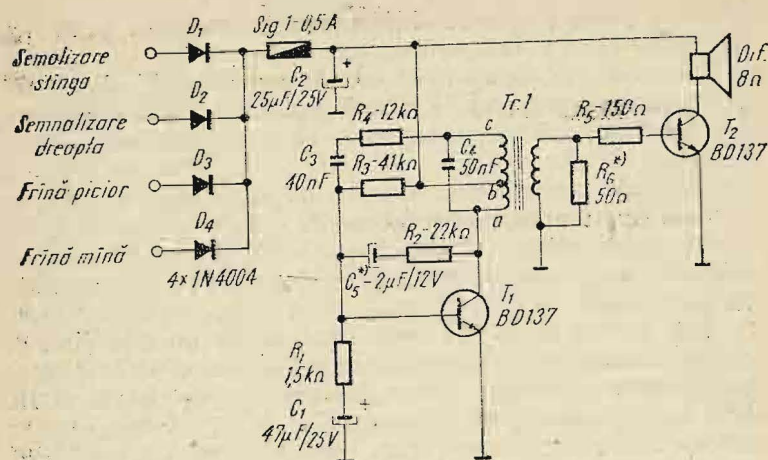 D1
Sig.1-0,5A
Semalizare
stînga
C2
25µF/25V
+
Dif.
8Ω
D2
Semnalizare
dreapta
R4-12kΩ
Tr.1
R5-150Ω
T2
BD137
c
C3
40nF
C4
50nF
R3-41kΩ
b
a
R6*)
50Ω
D3
Frînă picior
D4
Frînă mînă
4x1N4004
R2-22kΩ
C5*)-2µF/12V
T1
BD137
R1
1,5kΩ
C1
47µF/25V
+